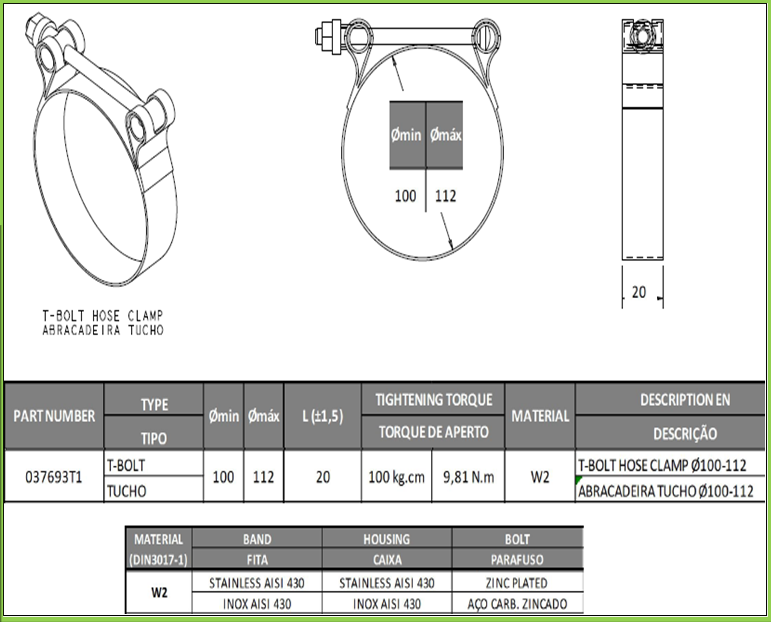 Ømin Ømáx
100 112
20
T-BOLT HOSE CLAMP
ABRACADEIRA TUCHO
PART NUMBER TYPE Ømin Ømáx L (±1,5) TIGHTENING TORQUE MATERIAL DESCRIPTION EN
TIPO TORQUE DE APERTO DESCRIÇÃO
037693T1 T-BOLT 100 112 20 100 kg.cm 9,81 N.m W2 T-BOLT HOSE CLAMP Ø100-112
TUCHO ABRACADEIRA TUCHO Ø100-112
MATERIAL BAND HOUSING BOLT
(DIN3017-1) FITA CAIXA PARAFUSO
W2 STAINLESS AISI 430 STAINLESS AISI 430 ZINC PLATED
INOX AISI 430 INOX AISI 430 AÇO CARB. ZINCADO